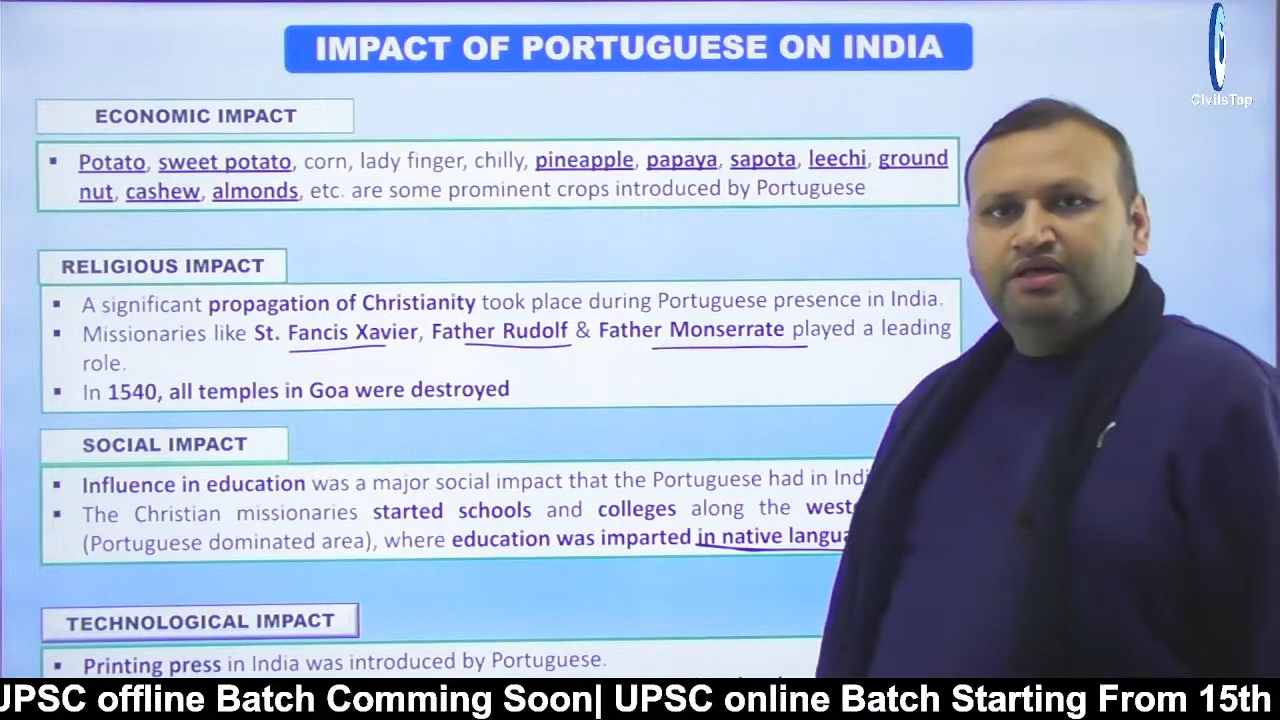 IMPACT OF PORTUGUESE ON INDIA
CivilsTap
ECONOMIC IMPACT
▪ Potato, sweet potato, corn, lady finger, chilly, pineapple, papaya, sapota, leechi, ground
nut, cashew, almonds, etc. are some prominent crops introduced by Portuguese
RELIGIOUS IMPACT
▪ A significant propagation of Christianity took place during Portuguese presence in India.
▪ Missionaries like St. Fancis Xavier, Father Rudolf & Father Monserrate played a leading
role.
▪ In 1540, all temples in Goa were destroyed
SOCIAL IMPACT
▪ Influence in education was a major social impact that the Portuguese had in
▪ The Christian missionaries started schools and colleges along the
(Portuguese dominated area), where education was imparted in native
TECHNOLOGICAL IMPACT
▪ Printing press in India was introduced by Portuguese.
UPSC offline Batch Comming Soon| UPSC online Batch Starting From 15th